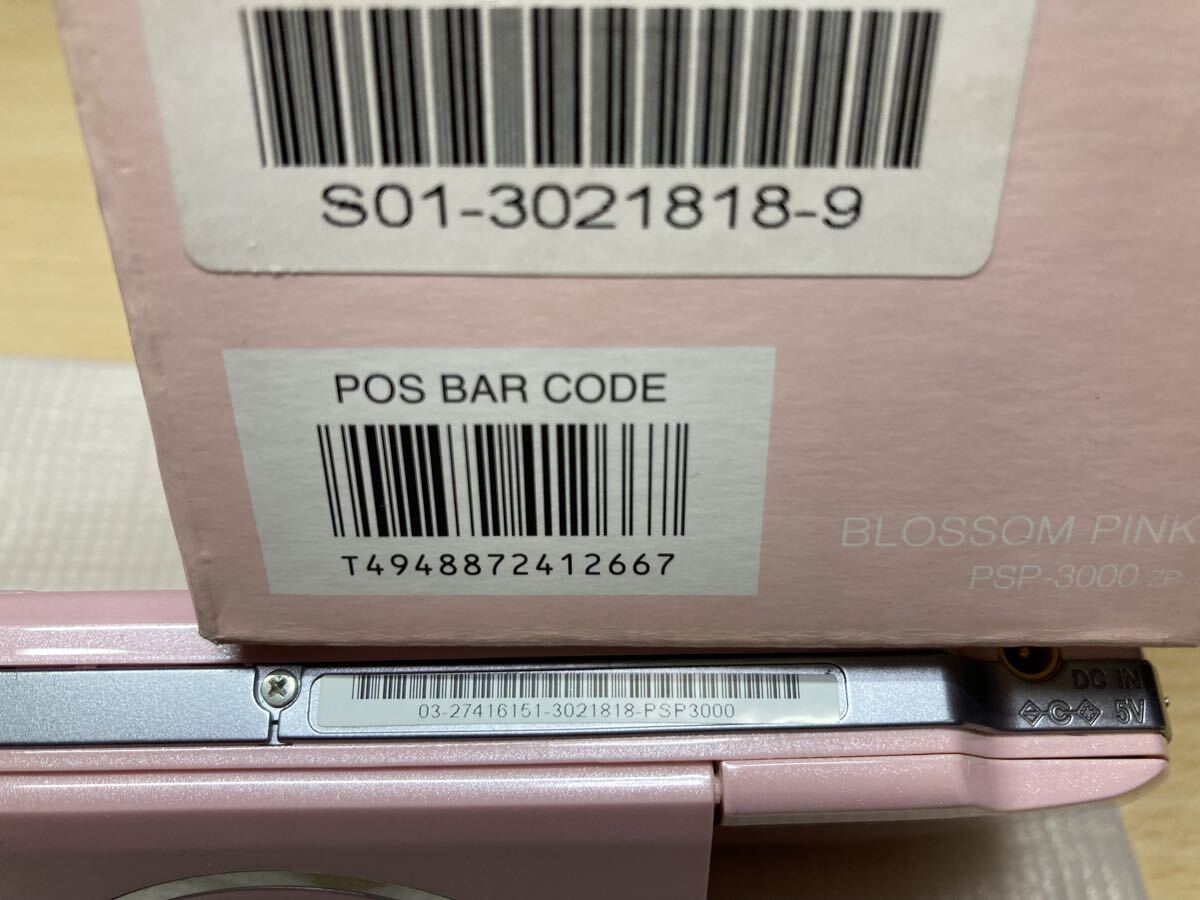 S01-3021818-9
POS BAR CODE
T4948872412667
BLOSSOM PINK
PSP-3000 ZP
DC IN
C
5V
03-27416151-3021818-PSP3000